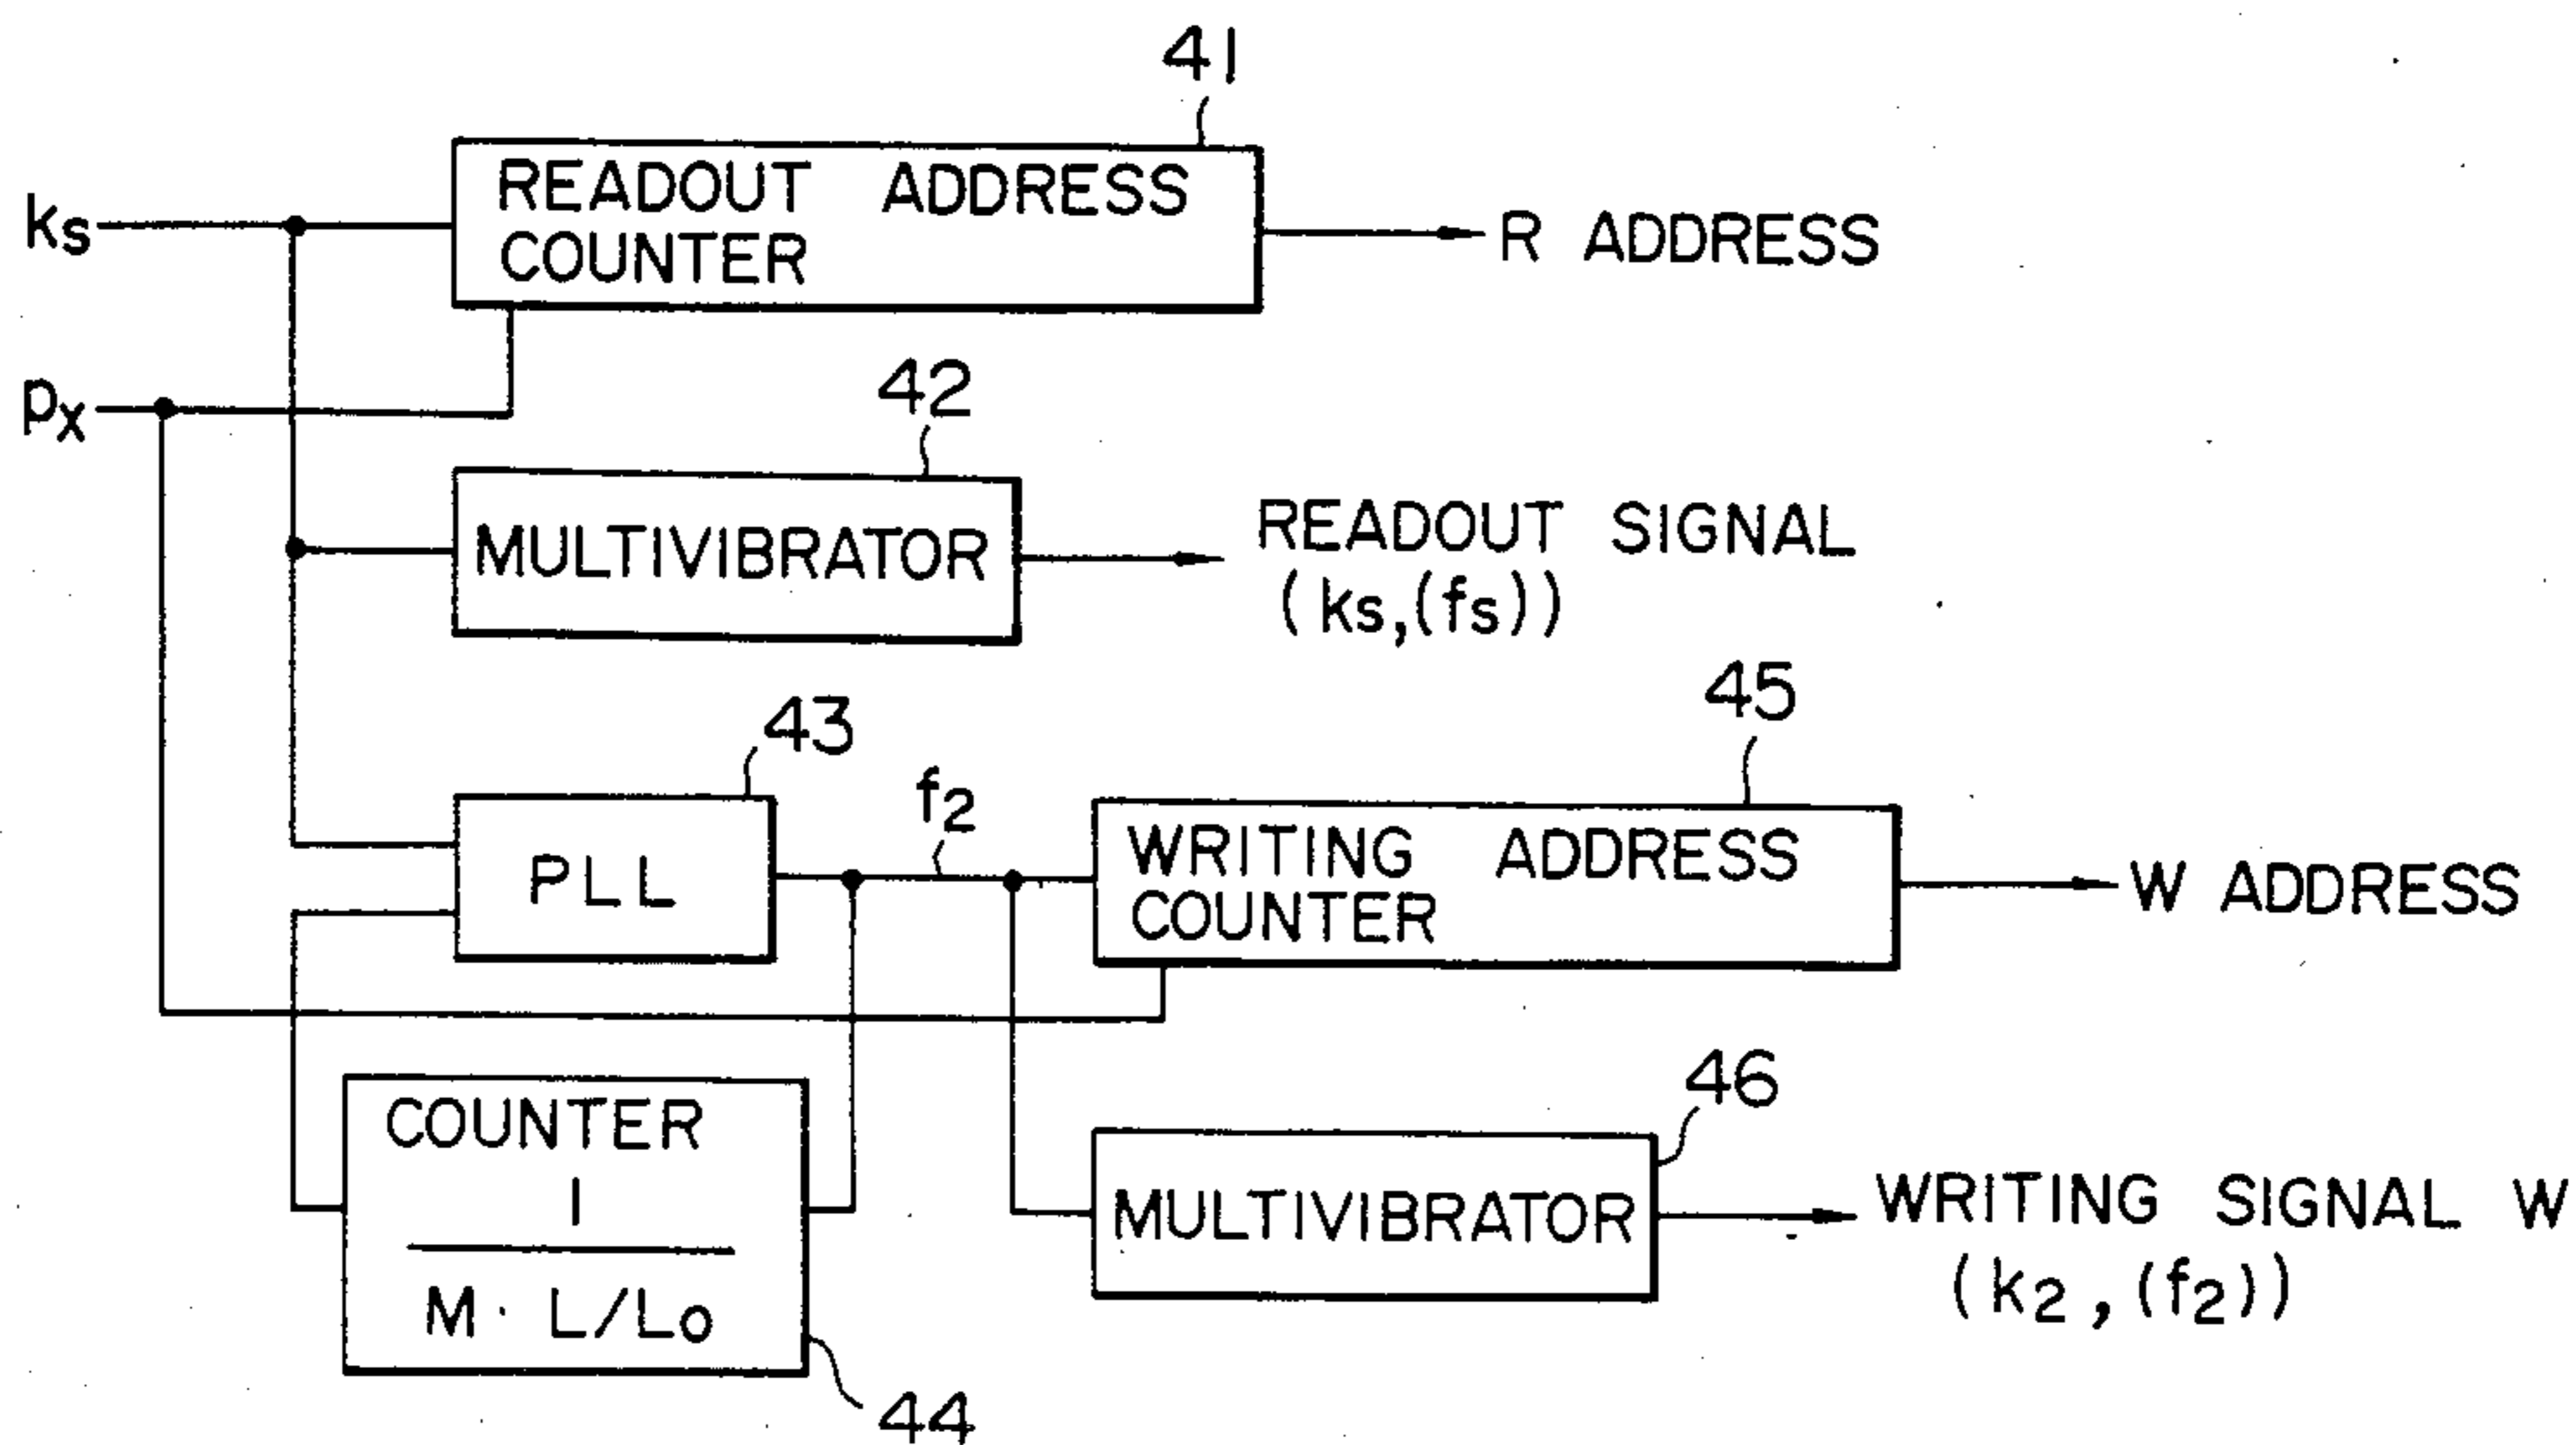 41
READOUT ADDRESS
COUNTER
ks
R ADDRESS
px
42
MULTIVIBRATOR
READOUT SIGNAL
(ks,(fs))
43
45
PLL
f2
WRITING ADDRESS
COUNTER
W ADDRESS
COUNTER
1
M· L/Lo
44
46
MULTIVIBRATOR
WRITING SIGNAL W
(k2,(f2))